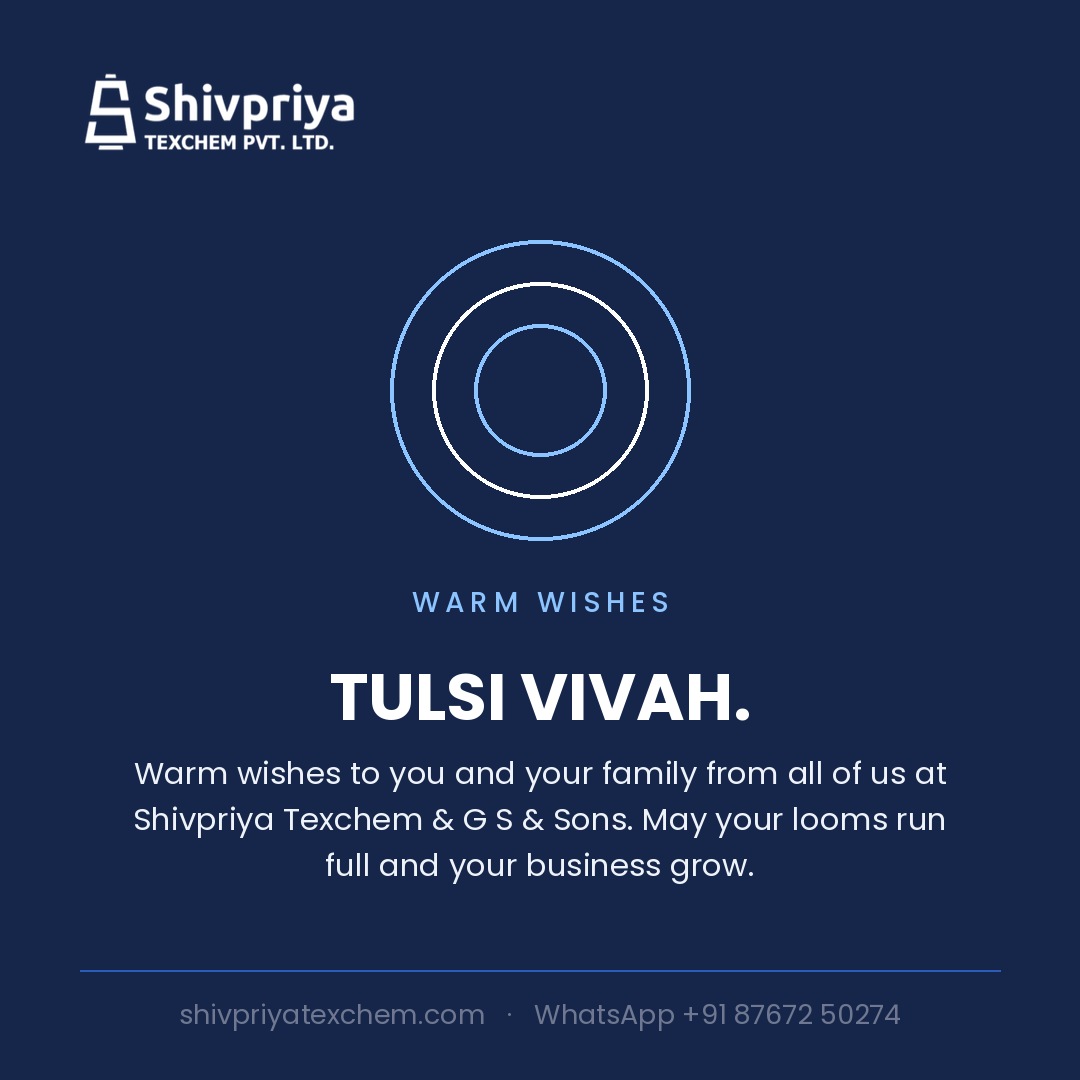 Shivpriya
TEXCHEM PVT. LTD.
WARM WISHES
TULSI VIVAH.
Warm wishes to you and your family from all of us at
Shivpriya Texchem & G S & Sons. May your looms run
full and your business grow.
shivpriyatexchem.com · WhatsApp +91 87672 50274